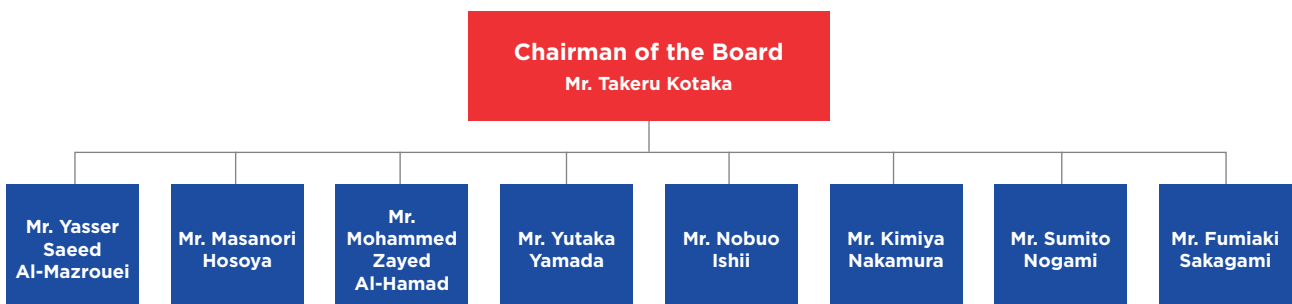 Chairman of the Board
Mr. Takeru Kotaka
Mr. Yasser
Saeed
Al-Mazrouei
Mr. Masanori
Hosoya
Mr.
Mohammed
Zayed
Al-Hamad
Mr. Yutaka
Yamada
Mr. Nobuo
Ishii
Mr. Kimiya
Nakamura
Mr. Sumito
Nogami
Mr. Fumiaki
Sakagami